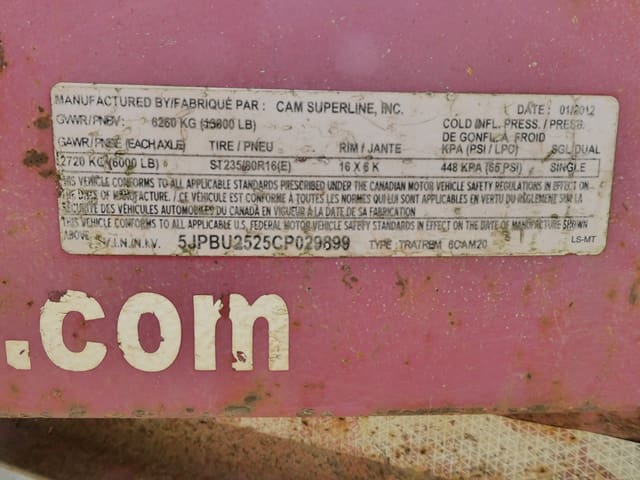 MANUFACTURED BY/FABRIQUÉ PAR : CAM SUPERLINE, INC. DATE : 01/2012
GVWR/PNBV: 6260 KG (13800 LB) COLD INFL. PRESS./PRESS.
DE GONFL. A FROID
GAWR/PNBE (EACH AXLE) TIRE / PNEU RIM / JANTE KPA (PSI / LPC) SGL DUAL
2720 KG (6000 LB) ST235/80R16(E) 16 X 6 K 448 KPA (65 PSI) SINGLE
THIS VEHICLE CONFORMS TO ALL APPLICABLE STANDARDS PRESCRIBED UNDER THE CANADIAN MOTOR VEHICLE SAFETY REGULATIONS IN EFFECT ON
THE DATE OF MANUFACTURE. / CE VEHICULE EST CONFORME A TOUTES LES NORMES QUI LUI SONT APPLICABLES EN VERTU DU RÈGLEMENT SUR LA
SÉCURITÉ DES VÉHICULES AUTOMOBILES DU CANADA EN VIGUEUR À LA DATE DE SA FABRICATION
THIS VEHICLE CONFORMS TO ALL APPLICABLE U.S. FEDERAL MOTOR VEHICLE SAFETY STANDARDS IN EFFECT ON THE DATE OF MANUFACTURE SHOWN
ABOVE.
V.I.N./N.I.V. 5JPBU2525CP029899 TYPE: TRA/REM 6CAM20 LS-MT
.com